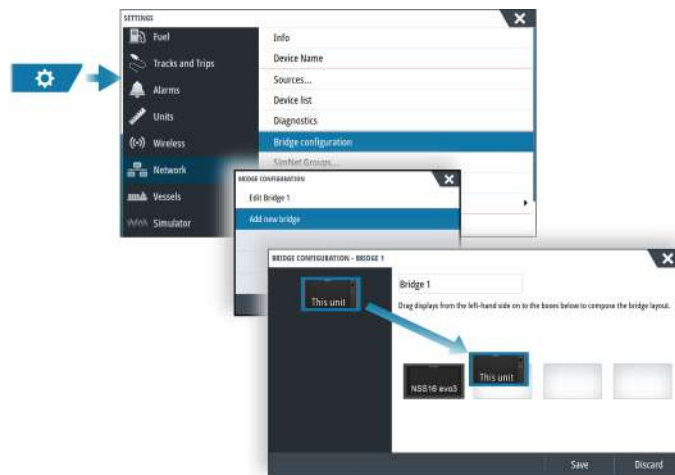 SETTINGS
Fuel
Tracks and Trips
Alarms
Units
Wireless
Network
Vessels
Simulator
Info
Device Name
Sources...
Device list
Diagnostics
Bridge configuration
SimNet Groups...
BRIDGE CONFIGURATION
Edit Bridge 1
Add new bridge
BRIDGE CONFIGURATION - BRIDGE 1
This unit
Bridge 1
Drag displays from the left-hand side on to the boxes below to compose the bridge layout.
NSS16 evo3
This unit
Save
Discard